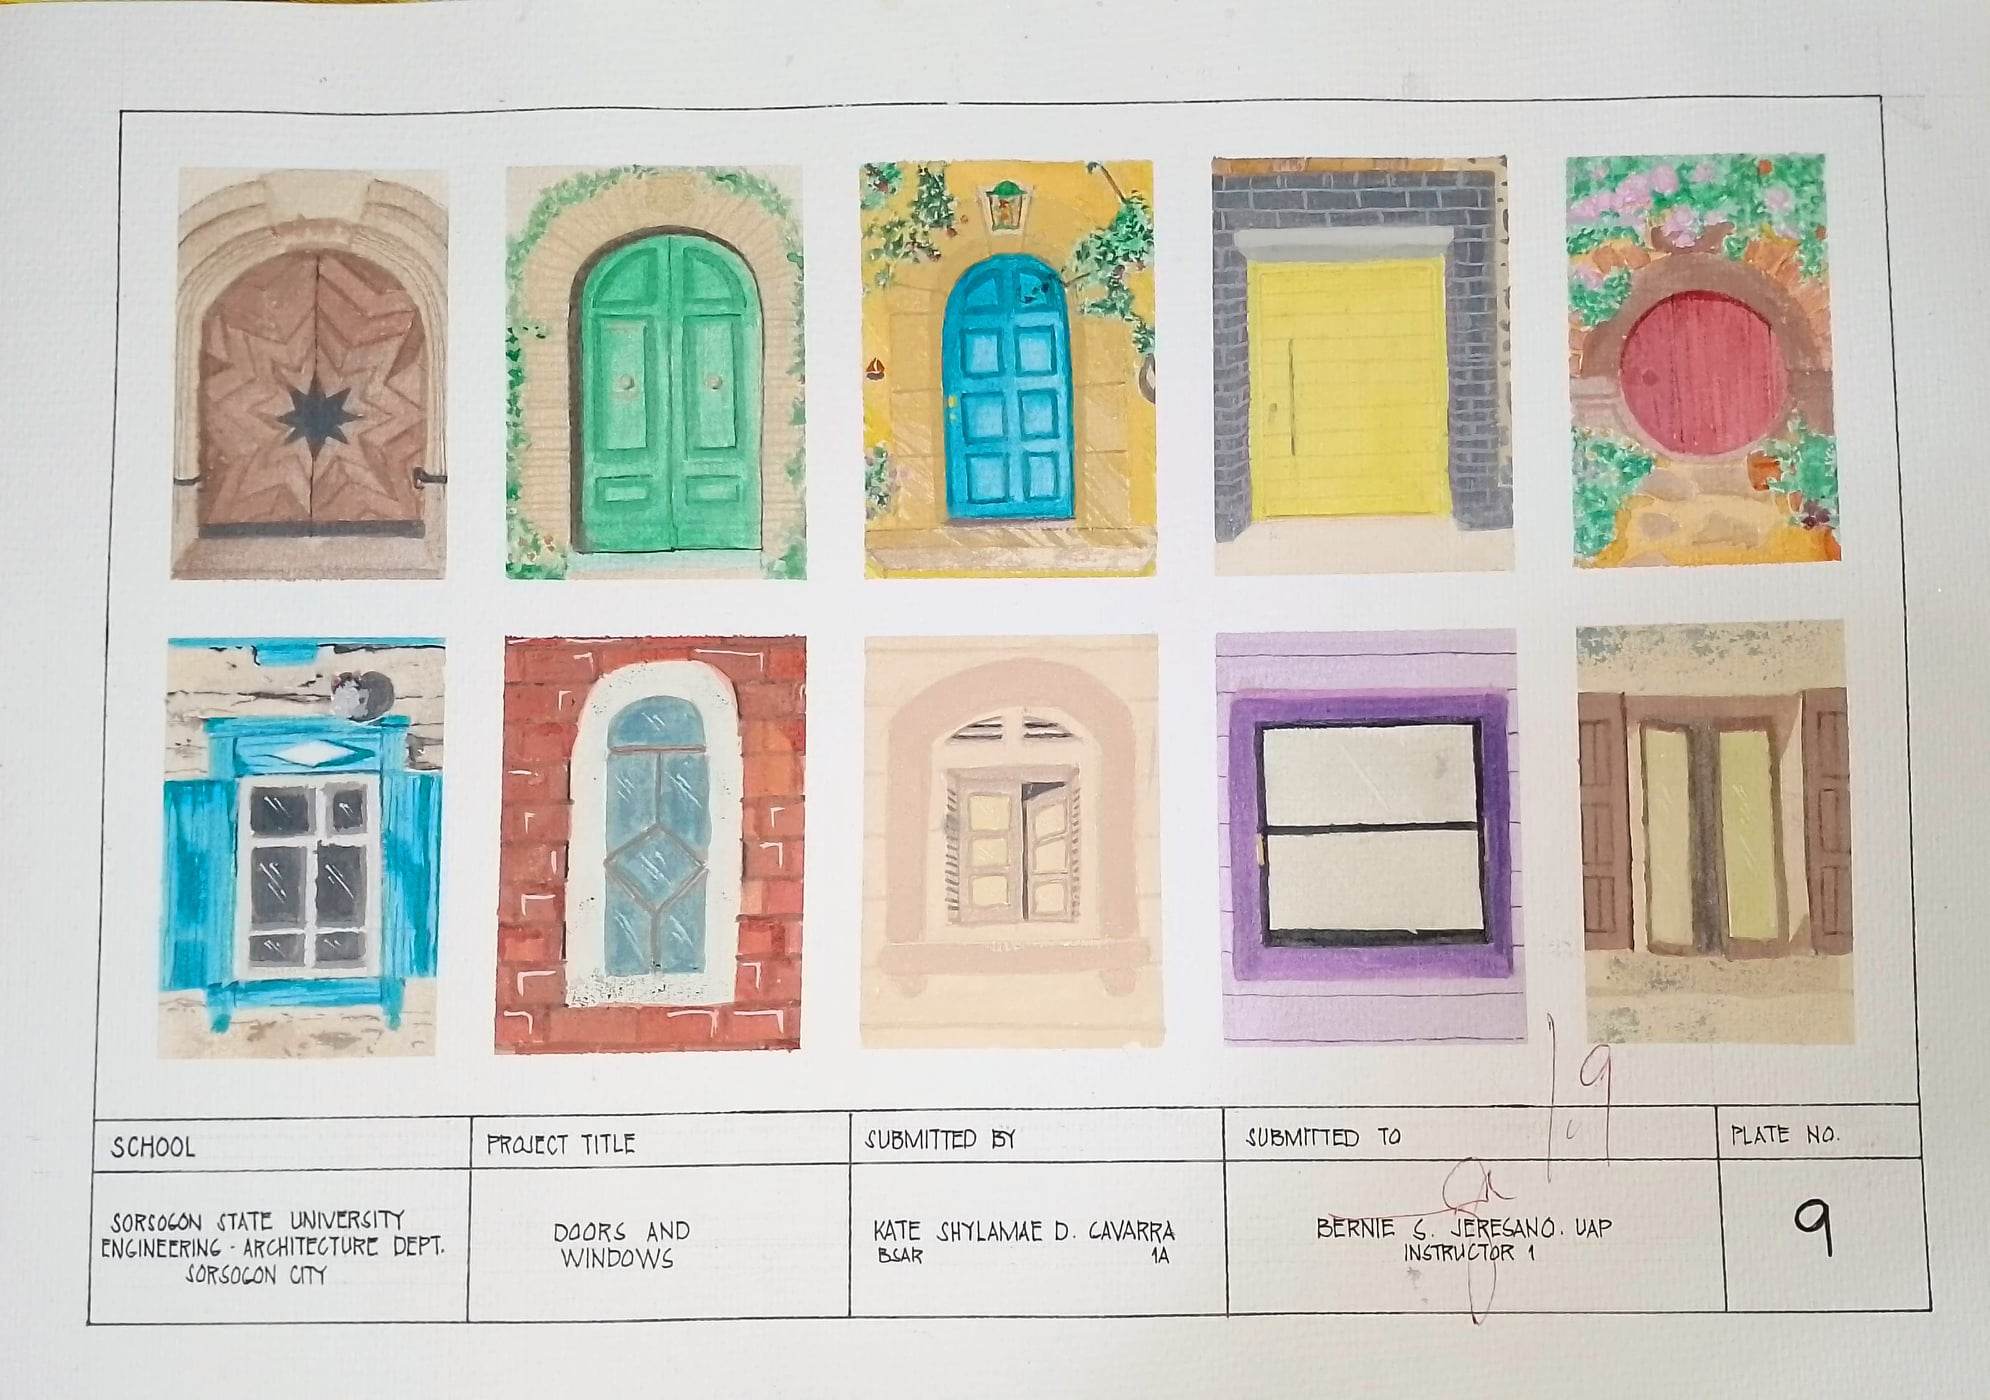 19
SCHOOL
PROJECT TITLE
SUBMITTED BY
SUBMITTED TO
PLATE NO.
SORSOGON STATE UNIVERSITY
ENGINEERING - ARCHITECTURE DEPT.
SORSOGON CITY
DOORS AND
WINDOWS
KATE SHYLAMAE D. CAVARRA
BSAR 1A
BERNIE S. JERESANO. UAP
INSTRUCTOR 1
9